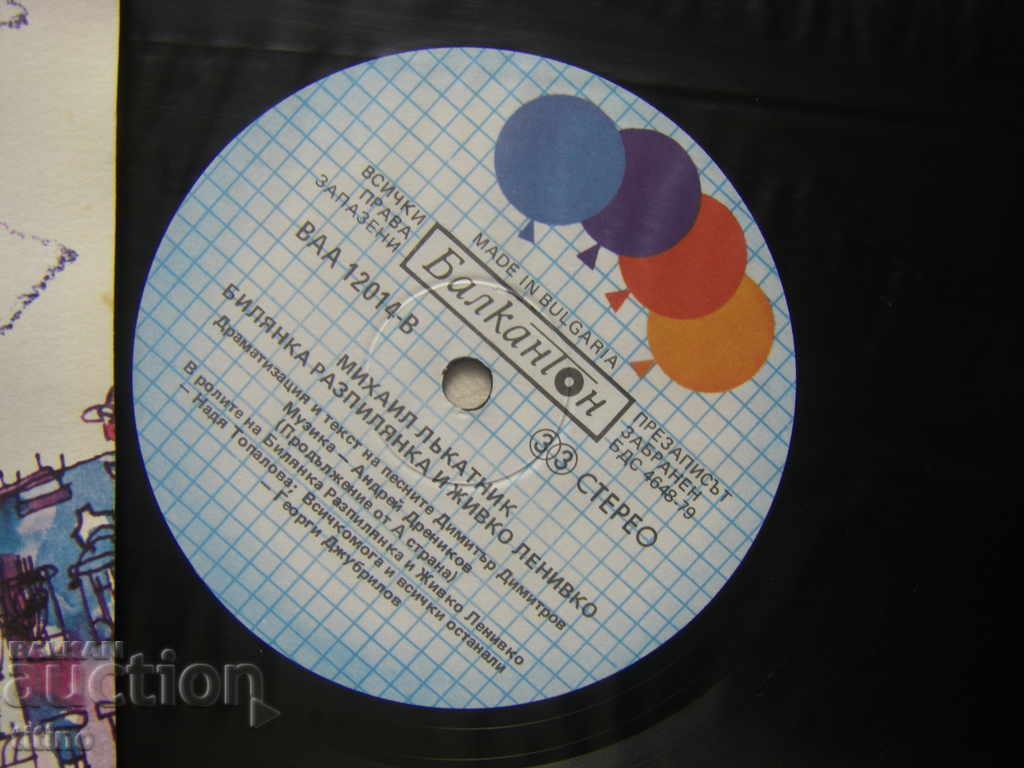 MADE IN BULGARIA
Балкантон
ВСИЧКИ
ПРАВА
ЗАПАЗЕНИ
ПРЕЗАПИСЪТ
ЗАБРАНЕН
БДС 4648-79
ВАА 12014-В
33 СТЕРЕО
МИХАИЛ ЛЪКАТНИК
БИЛЯНКА РАЗПИЛЯНКА И ЖИВКО ЛЕНИВКО
Драматизация и текст на песните Димитър Димитров
Музика – Андрей Дреников
(Продължение от А страна)
В ролите на Билянка Разпилянка и Живко Ленивко
– Надя Топалова; Всичкомога и всички останали
– Георги Джубрилов
BALKAN
auction